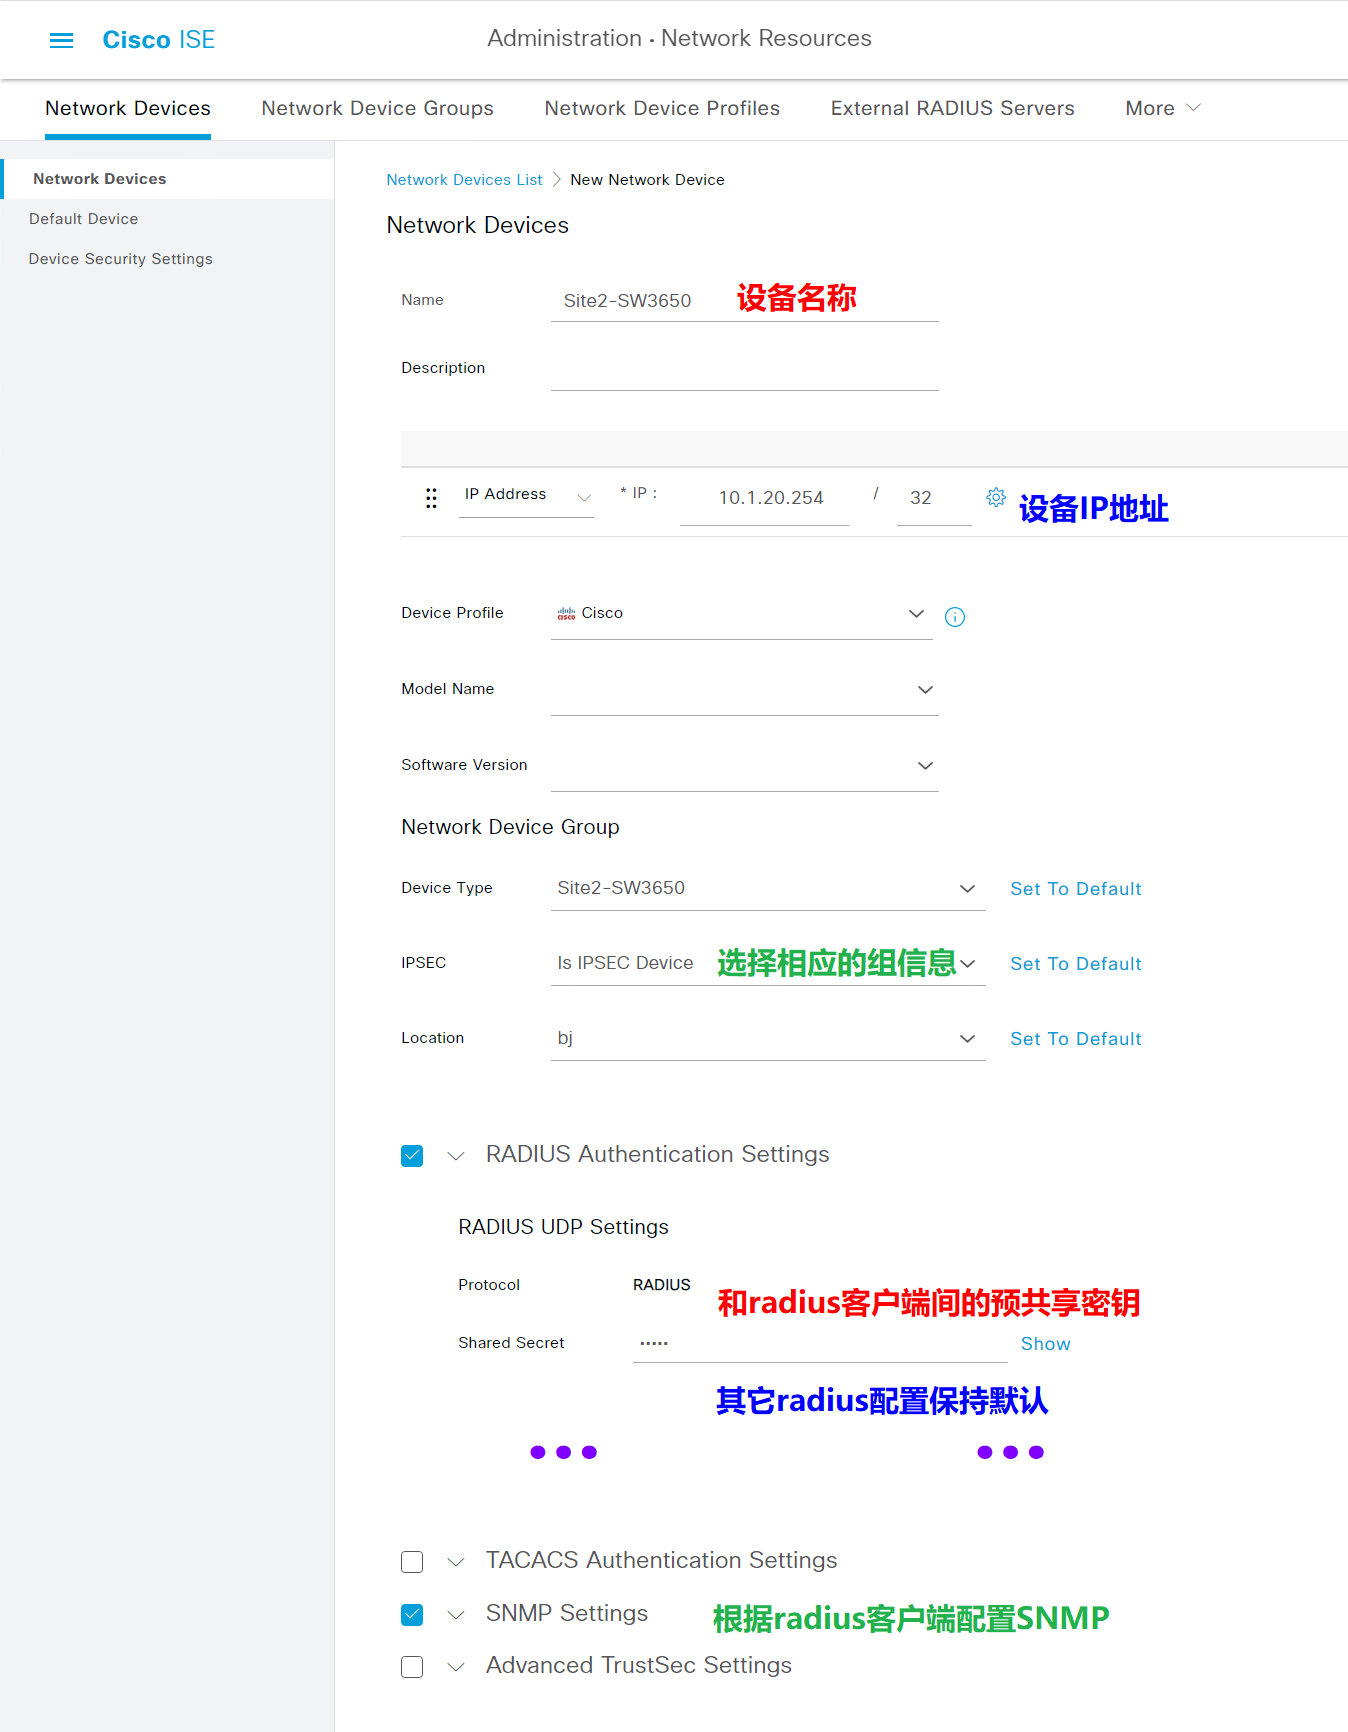 Cisco ISE
Administration · Network Resources
Network Devices Network Device Groups Network Device Profiles External RADIUS Servers More
Network Devices
Default Device
Device Security Settings
Network Devices List New Network Device
Network Devices
Name Site2-SW3650 设备名称
Description
IP Address * IP : 10.1.20.254 / 32 设备IP地址
Device Profile cisco Cisco
Model Name
Software Version
Network Device Group
Device Type Site2-SW3650 Set To Default
IPSEC Is IPSEC Device 选择相应的组信息 Set To Default
Location bj Set To Default
RADIUS Authentication Settings
RADIUS UDP Settings
Protocol RADIUS 和radius客户端间的预共享密钥
Shared Secret ····· Show
其它radius配置保持默认
TACACS Authentication Settings
SNMP Settings 根据radius客户端配置SNMP
Advanced TrustSec Settings